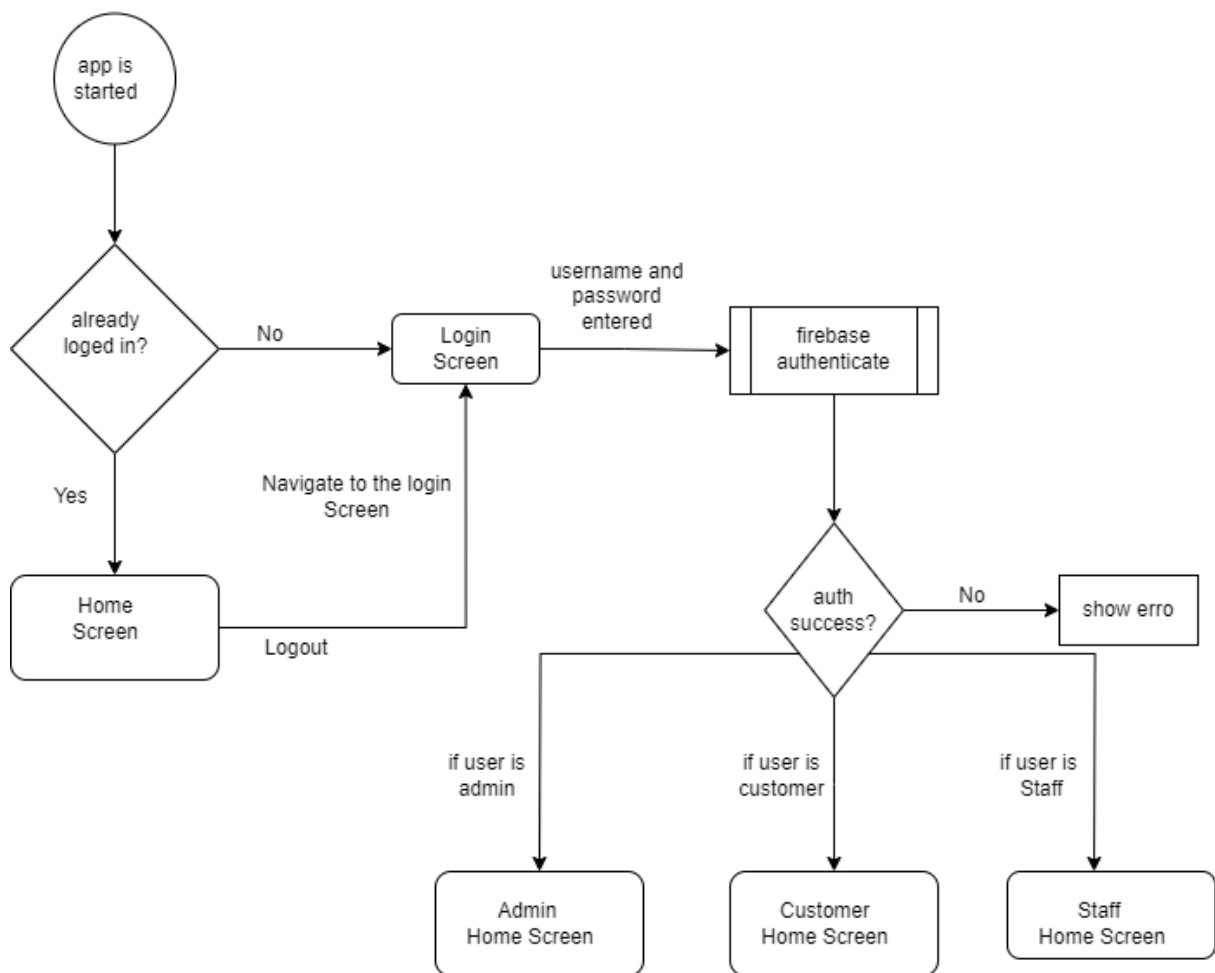 app is
started
already
loged in?
No
Login
Screen
username and
password
entered
firebase
authenticate
Yes
Navigate to the login
Screen
Home
Screen
Logout
auth
success?
No
show erro
if user is
admin
if user is
customer
if user is
Staff
Admin
Home Screen
Customer
Home Screen
Staff
Home Screen